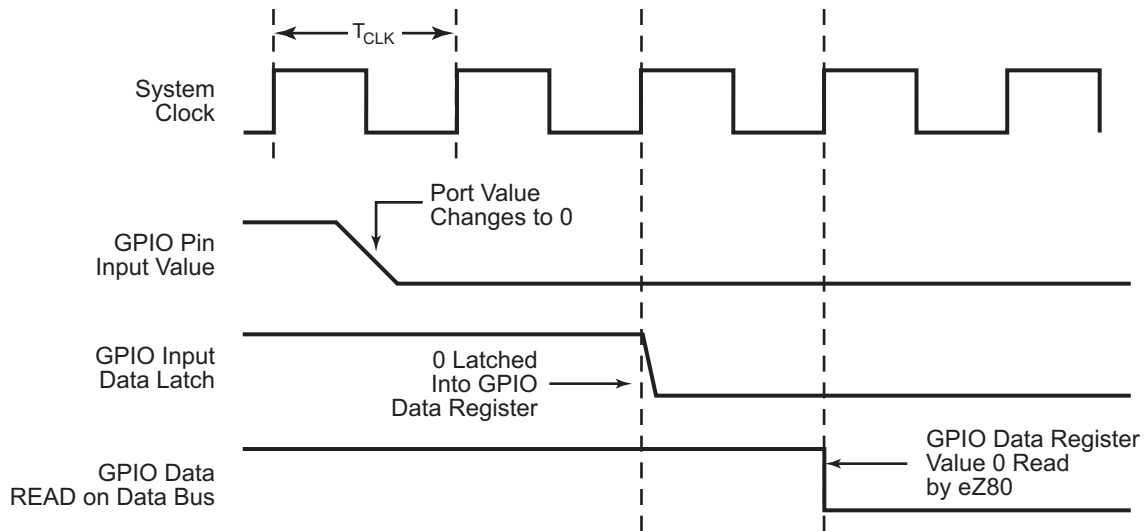 TCLK
System
Clock
Port Value
Changes to 0
GPIO Pin
Input Value
GPIO Input
Data Latch
0 Latched
Into GPIO
Data Register
GPIO Data
READ on Data Bus
GPIO Data Register
Value 0 Read
by eZ80